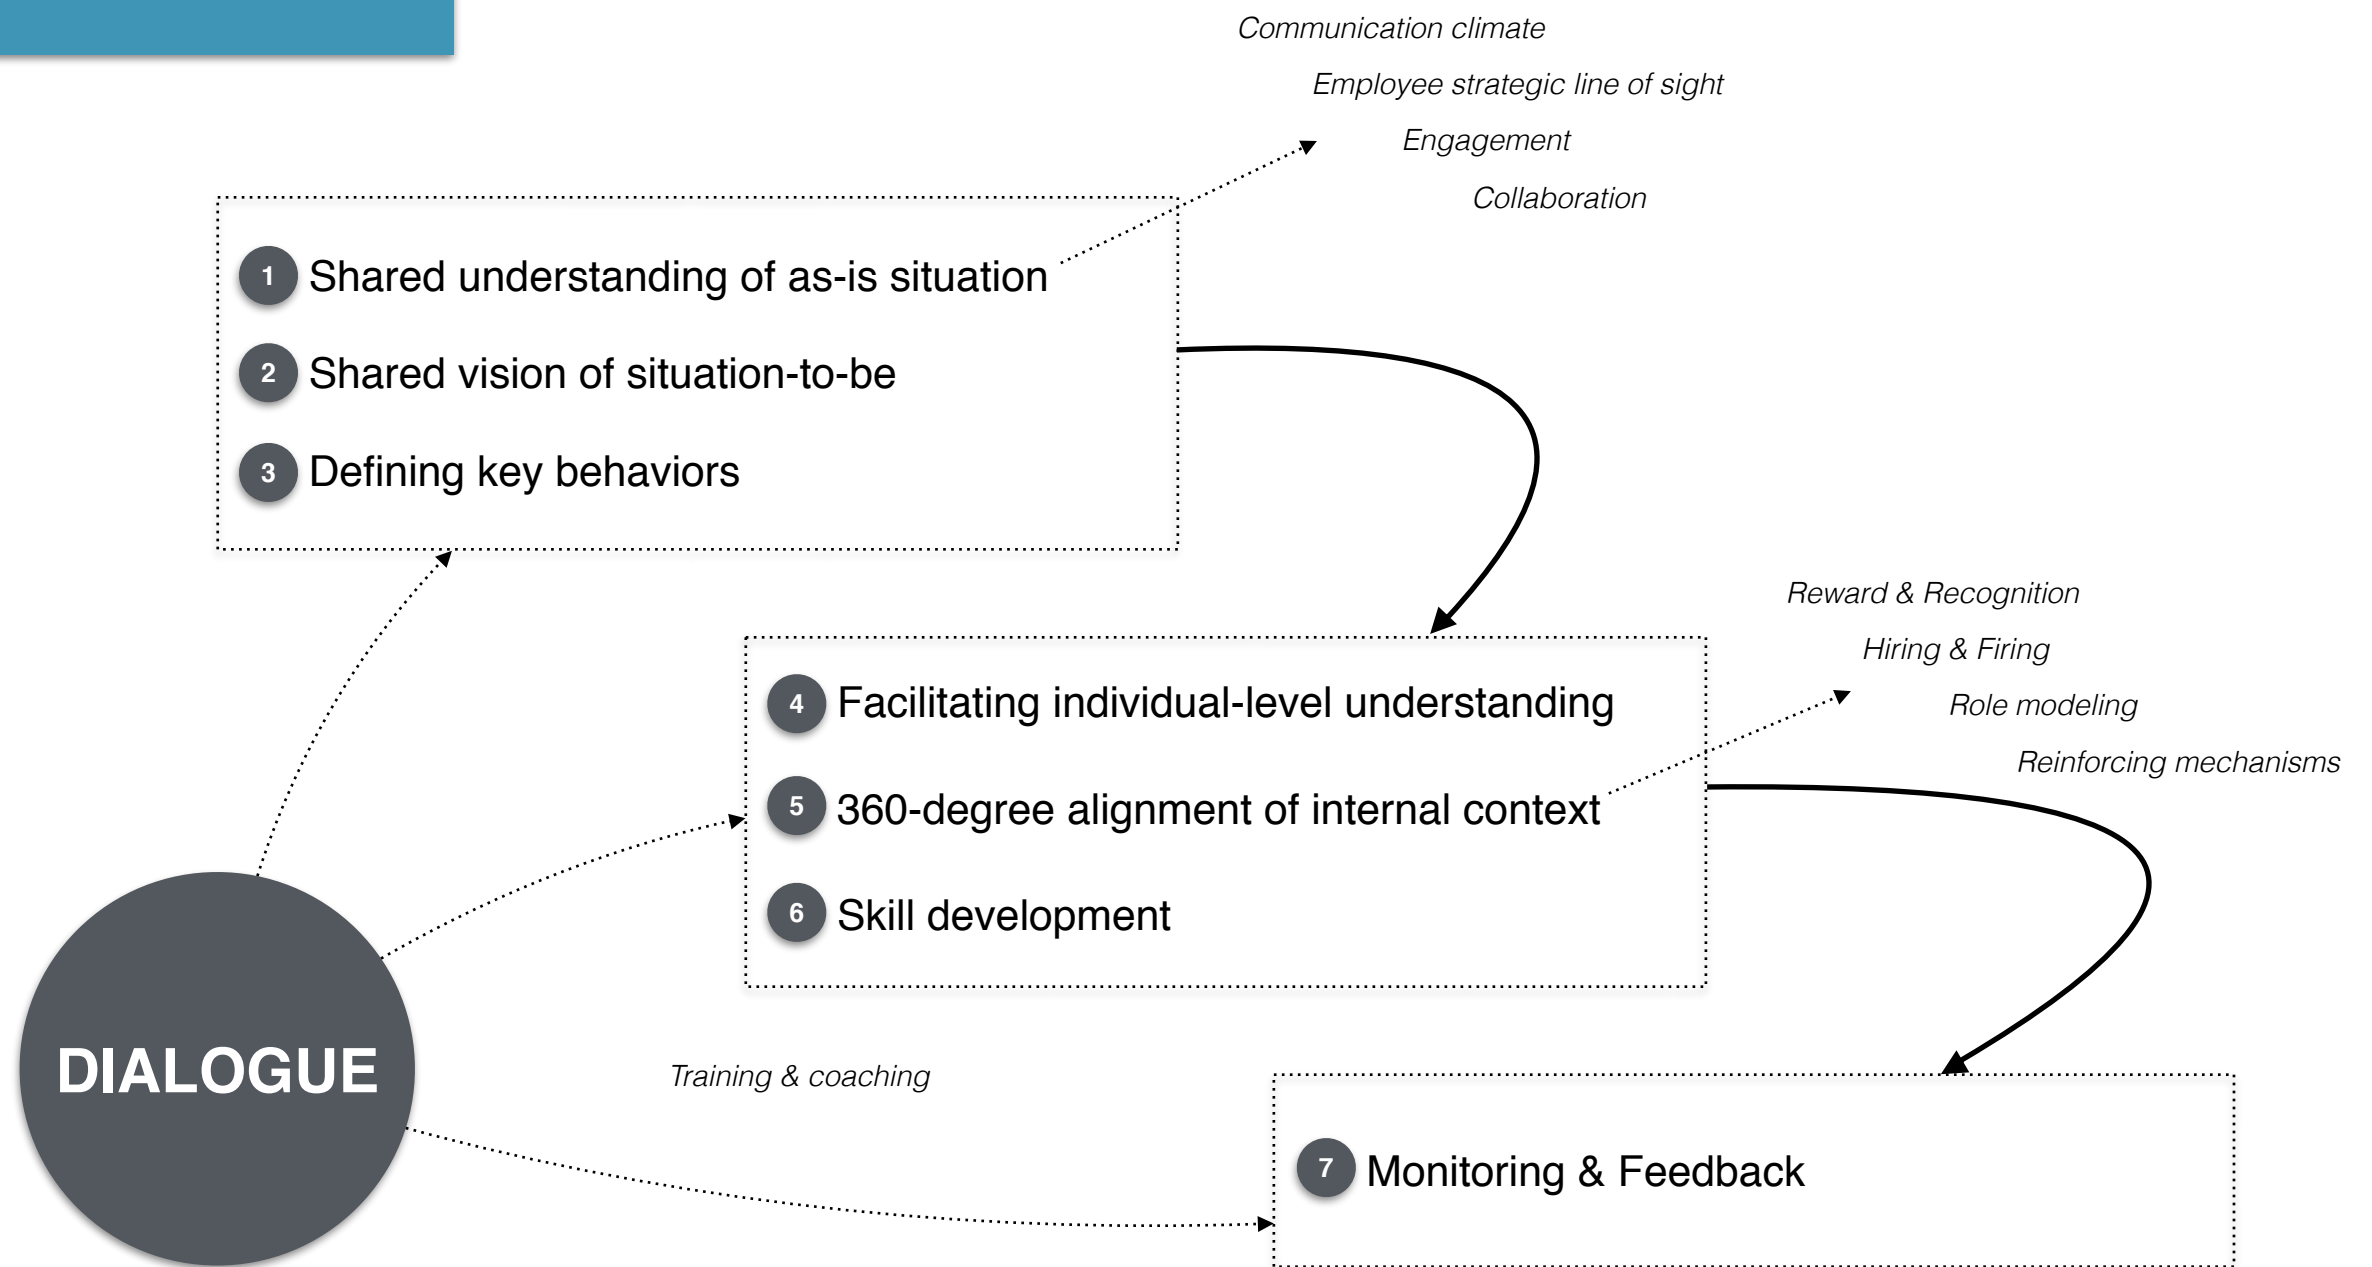 Communication climate
Employee strategic line of sight
Engagement
Collaboration
1 Shared understanding of as-is situation
2 Shared vision of situation-to-be
3 Defining key behaviors
Reward & Recognition
Hiring & Firing
Role modeling
Reinforcing mechanisms
4 Facilitating individual-level understanding
5 360-degree alignment of internal context
6 Skill development
DIALOGUE
Training & coaching
7 Monitoring & Feedback